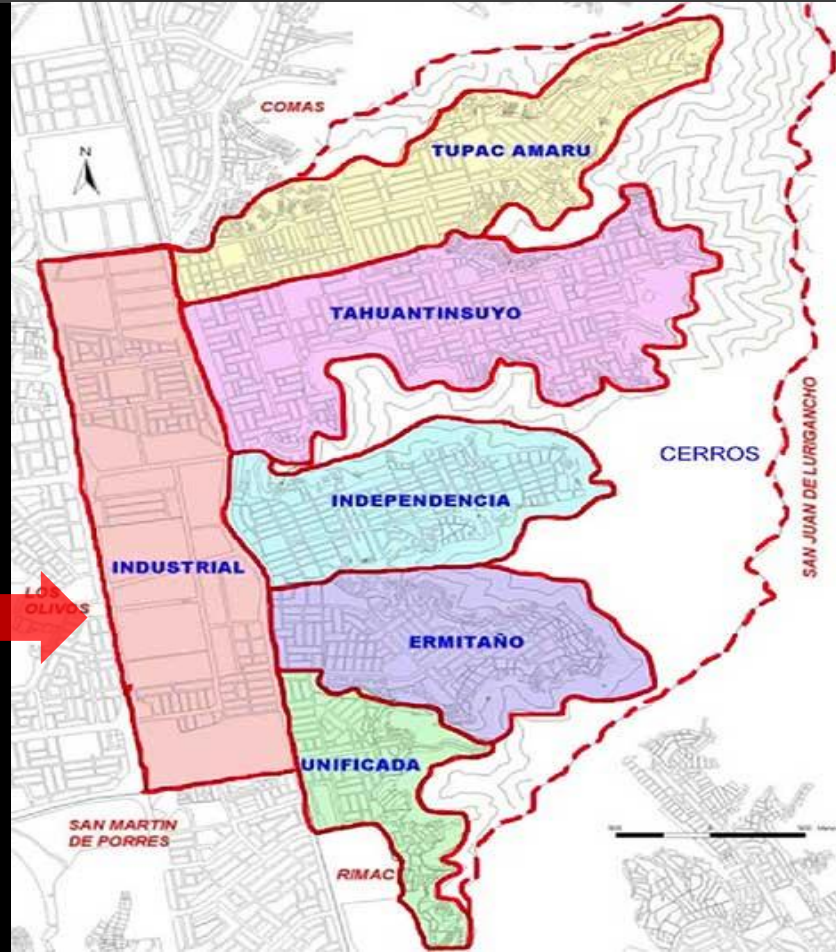 COMAS
N
TUPAC AMARU
TAHUANTINSUYO
CERROS
SAN JUAN DE LURIGANCHO
INDEPENDENCIA
INDUSTRIAL
LOS
OLIVOS
ERMITAÑO
UNIFICADA
SAN MARTIN
DE PORRES
RIMAC